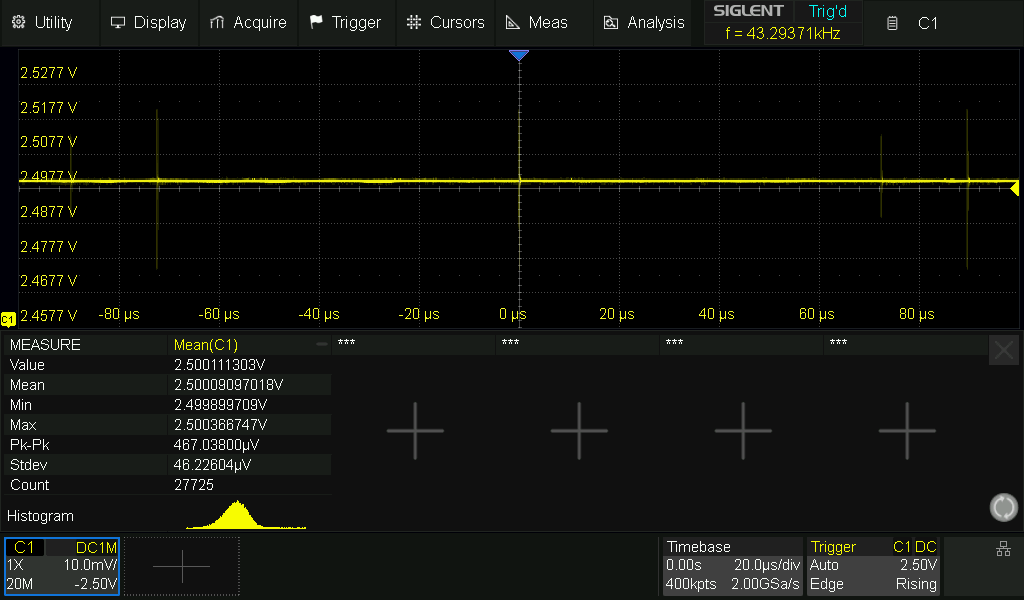 Utility Display Acquire Trigger Cursors Meas Analysis SIGLENT Trig'd C1
f = 43.29371kHz
2.5277 V
2.5177 V
2.5077 V
2.4977 V
2.4877 V
2.4777 V
2.4677 V
2.4577 V -80 µs -60 µs -40 µs -20 µs 0 µs 20 µs 40 µs 60 µs 80 µs
C1
MEASURE Mean(C1) *** *** *** ***
Value 2.500111303V
Mean 2.50009097018V
Min 2.499899709V
Max 2.500366747V
Pk-Pk 467.03800µV
Stdev 46.22604µV
Count 27725
Histogram
C1 DC1M
1X 10.0mV/
20M -2.50V
Timebase
0.00s 20.0µs/div
400kpts 2.00GSa/s
Trigger C1 DC
Auto 2.50V
Edge Rising